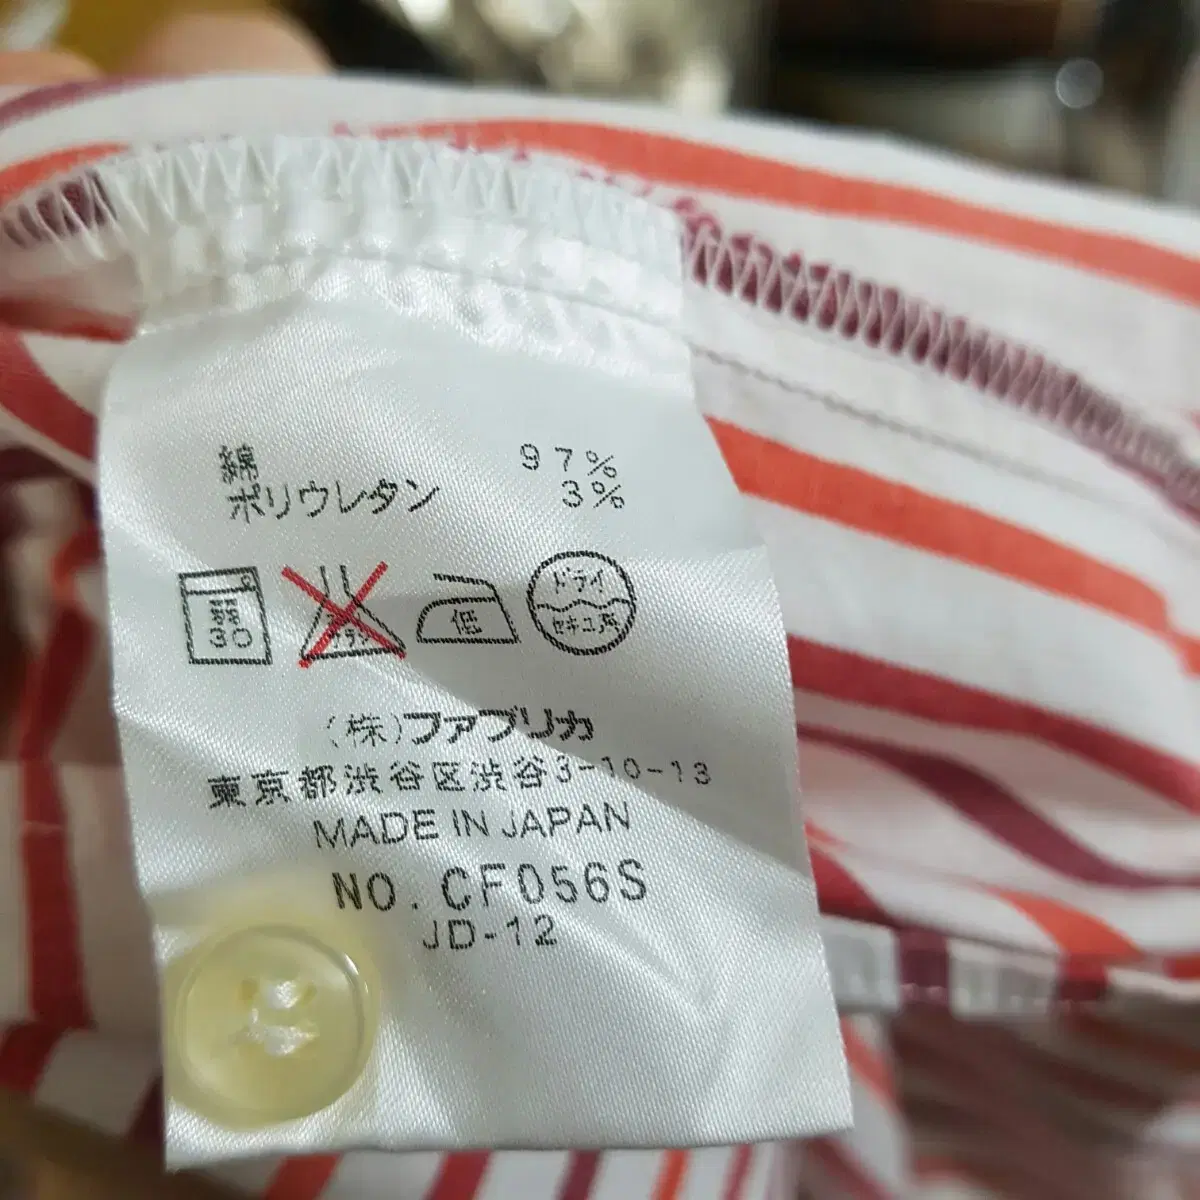 綿 97%
ポリウレタン 3%
30
低
ドライ
セキユ系
(株)ファブリカ
東京都渋谷区渋谷3-10-13
MADE IN JAPAN
NO. CF056S
JD-12